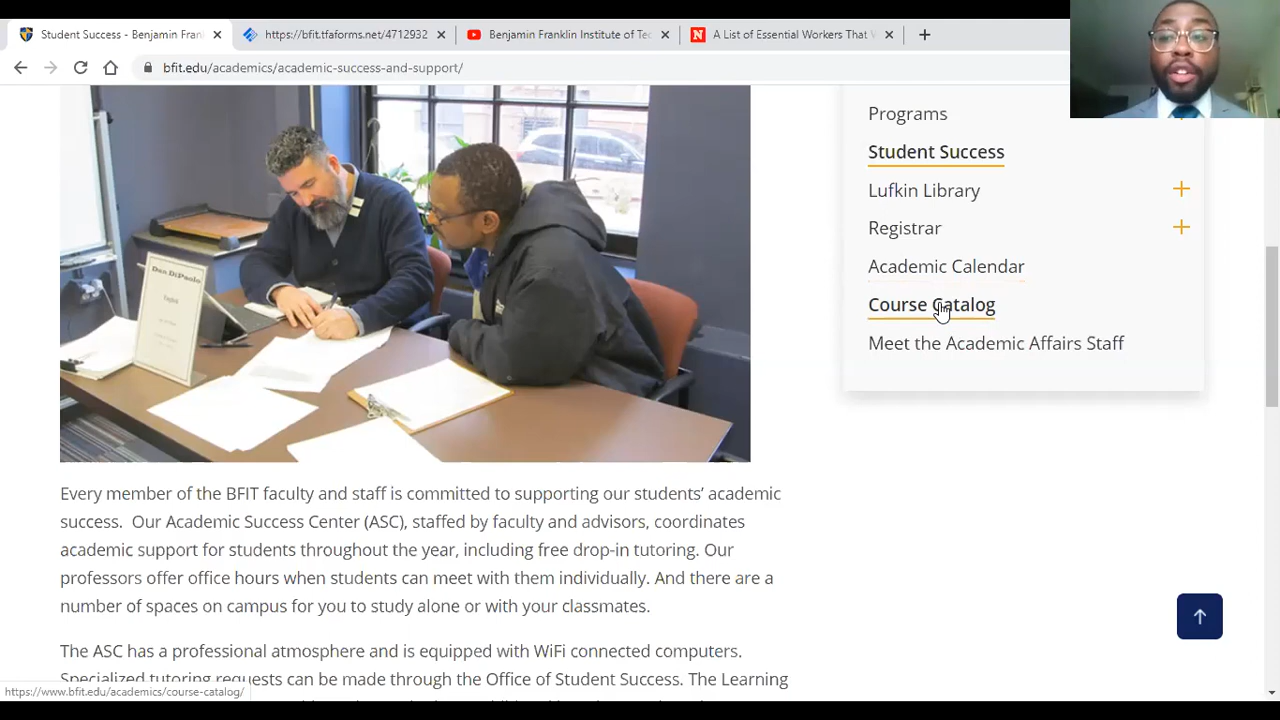 Student Success - Benjamin Fran
https://bfit.tfaforms.net/4712932
Benjamin Franklin Institute of Tec
A List of Essential Workers That
bfit.edu/academics/academic-success-and-support/
Programs
Student Success
Lufkin Library
Registrar
Academic Calendar
Course Catalog
Meet the Academic Affairs Staff
Dan DiPaolo
English
Every member of the BFIT faculty and staff is committed to supporting our students’ academic
success. Our Academic Success Center (ASC), staffed by faculty and advisors, coordinates
academic support for students throughout the year, including free drop-in tutoring. Our
professors offer office hours when students can meet with them individually. And there are a
number of spaces on campus for you to study alone or with your classmates.
The ASC has a professional atmosphere and is equipped with WiFi connected computers.
Specialized tutoring requests can be made through the Office of Student Success. The Learning
https://www.bfit.edu/academics/course-catalog/